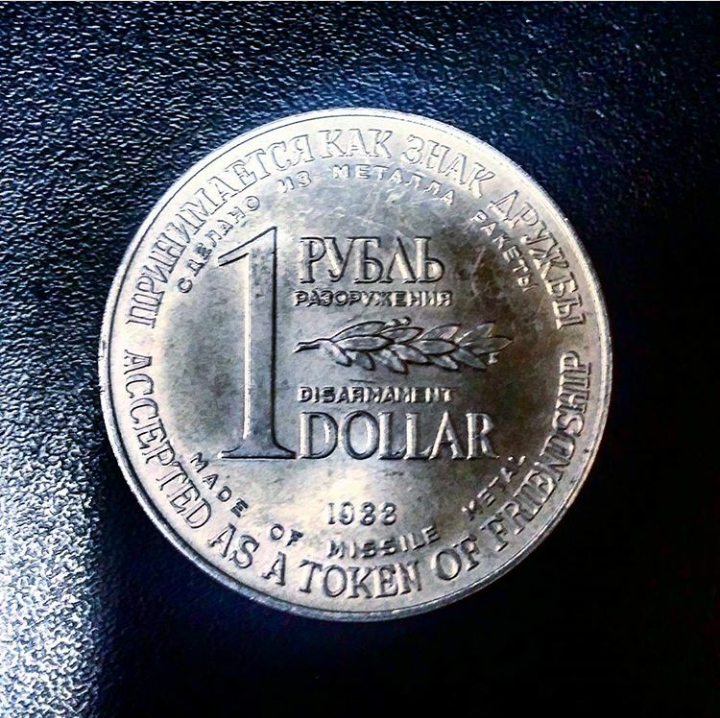 ПРИНИМАЕТСЯ КАК ЗНАК ДРУЖБЫ
СДЕЛАНО ИЗ МЕТАЛЛА РАКЕТЫ
1 РУБЛЬ
РАЗОРУЖЕНИЯ
DISARMAMENT
DOLLAR
1988
MADE OF MISSILE METAL
ACCEPTED AS A TOKEN OF FRIENDSHIP